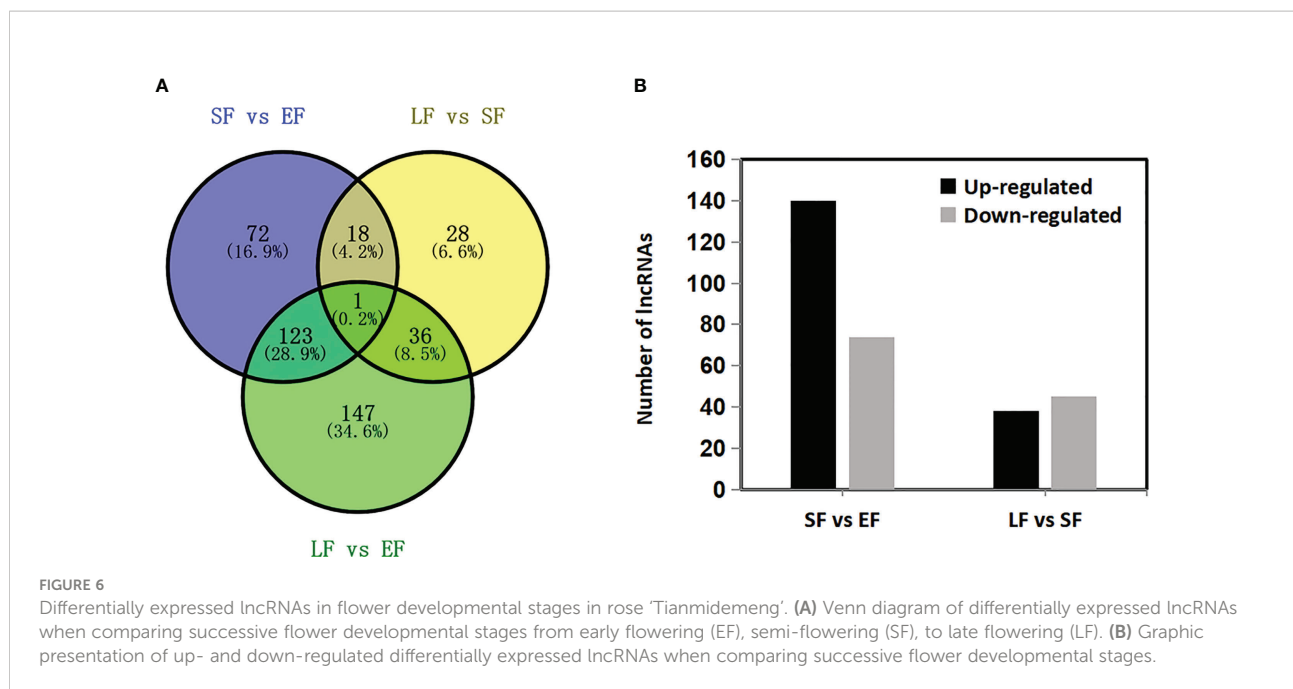 A
SF vs EF
LF vs SF
72
(16.9%)
18
(4.2%)
28
(6.6%)
1
(0.2%)
123
(28.9%)
36
(8.5%)
147
(34.6%)
LF vs EF
B
160
140
120
100
80
60
40
20
0
Number of lncRNAs
Up-regulated
Down-regulated
SF vs EF
LF vs SF
FIGURE 6
Differentially expressed lncRNAs in flower developmental stages in rose ‘Tianmidemeng’. (A) Venn diagram of differentially expressed lncRNAs
when comparing successive flower developmental stages from early flowering (EF), semi-flowering (SF), to late flowering (LF). (B) Graphic
presentation of up- and down-regulated differentially expressed lncRNAs when comparing successive flower developmental stages.